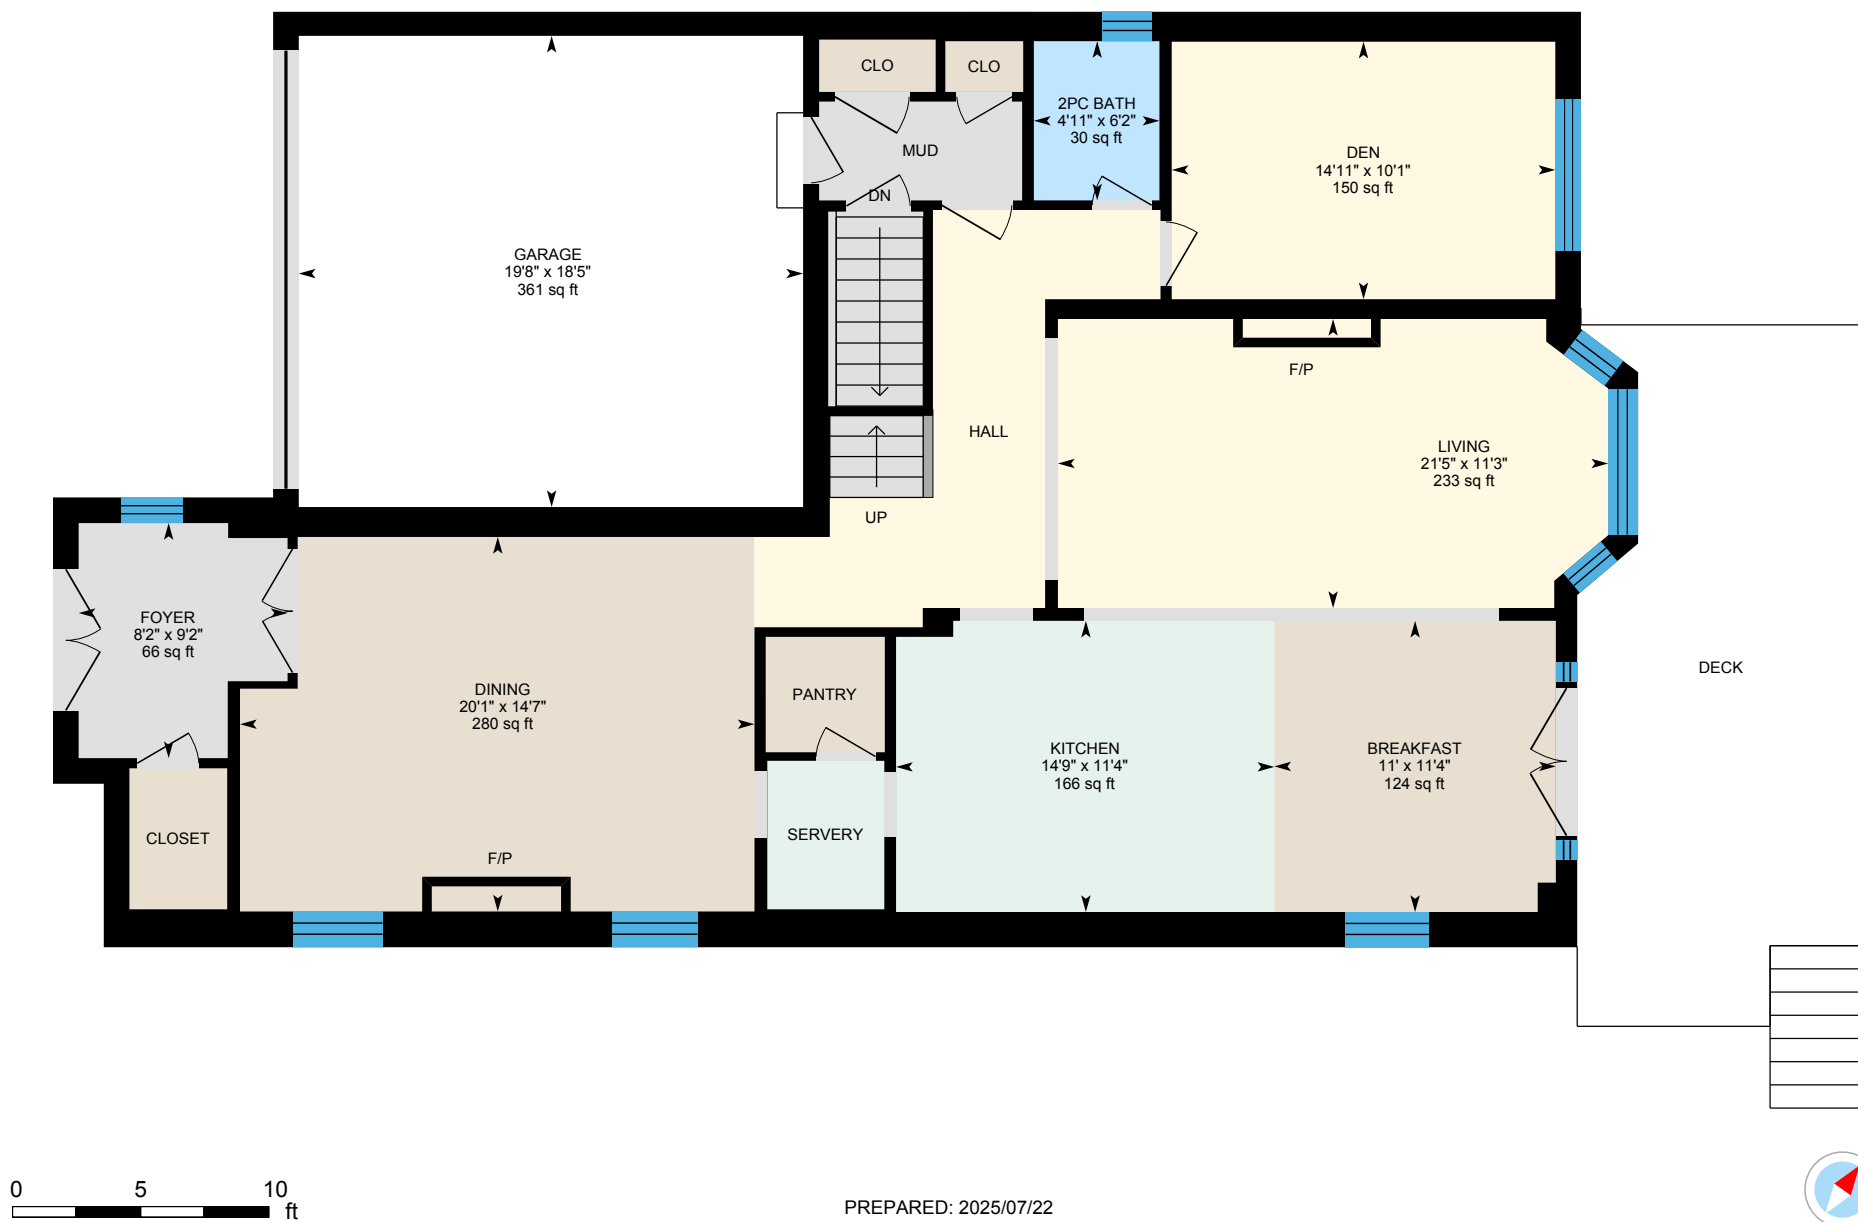 CLO
CLO
2PC BATH
4'11" x 6'2"
30 sq ft
MUD
DEN
14'11" x 10'1"
150 sq ft
DN
GARAGE
19'8" x 18'5"
361 sq ft
F/P
HALL
LIVING
21'5" x 11'3"
233 sq ft
UP
FOYER
8'2" x 9'2"
66 sq ft
DINING
20'1" x 14'7"
280 sq ft
PANTRY
DECK
KITCHEN
14'9" x 11'4"
166 sq ft
BREAKFAST
11' x 11'4"
124 sq ft
CLOSET
SERVERY
F/P
0 5 10
ft
PREPARED: 2025/07/22